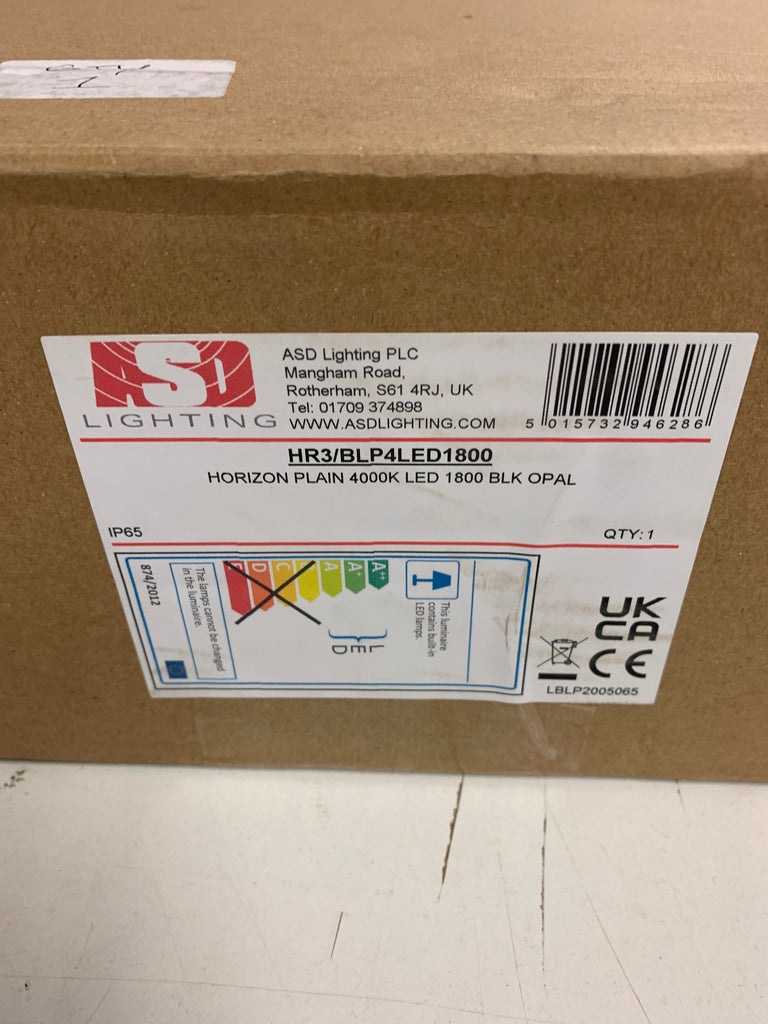 ASD
LIGHTING
ASD Lighting PLC
Mangham Road,
Rotherham, S61 4RJ, UK
Tel: 01709 374898
WWW.ASDLIGHTING.COM
5 015732 946286
HR3/BLP4LED1800
HORIZON PLAIN 4000K LED 1800 BLK OPAL
IP65
QTY: 1
This luminaire
contains built-in
LED lamps.
A++
A+
A
B
C
D
E
L
E
D
The lamps cannot be changed
in the luminaire.
874/2012
UK
CA
CE
LBLP2005065